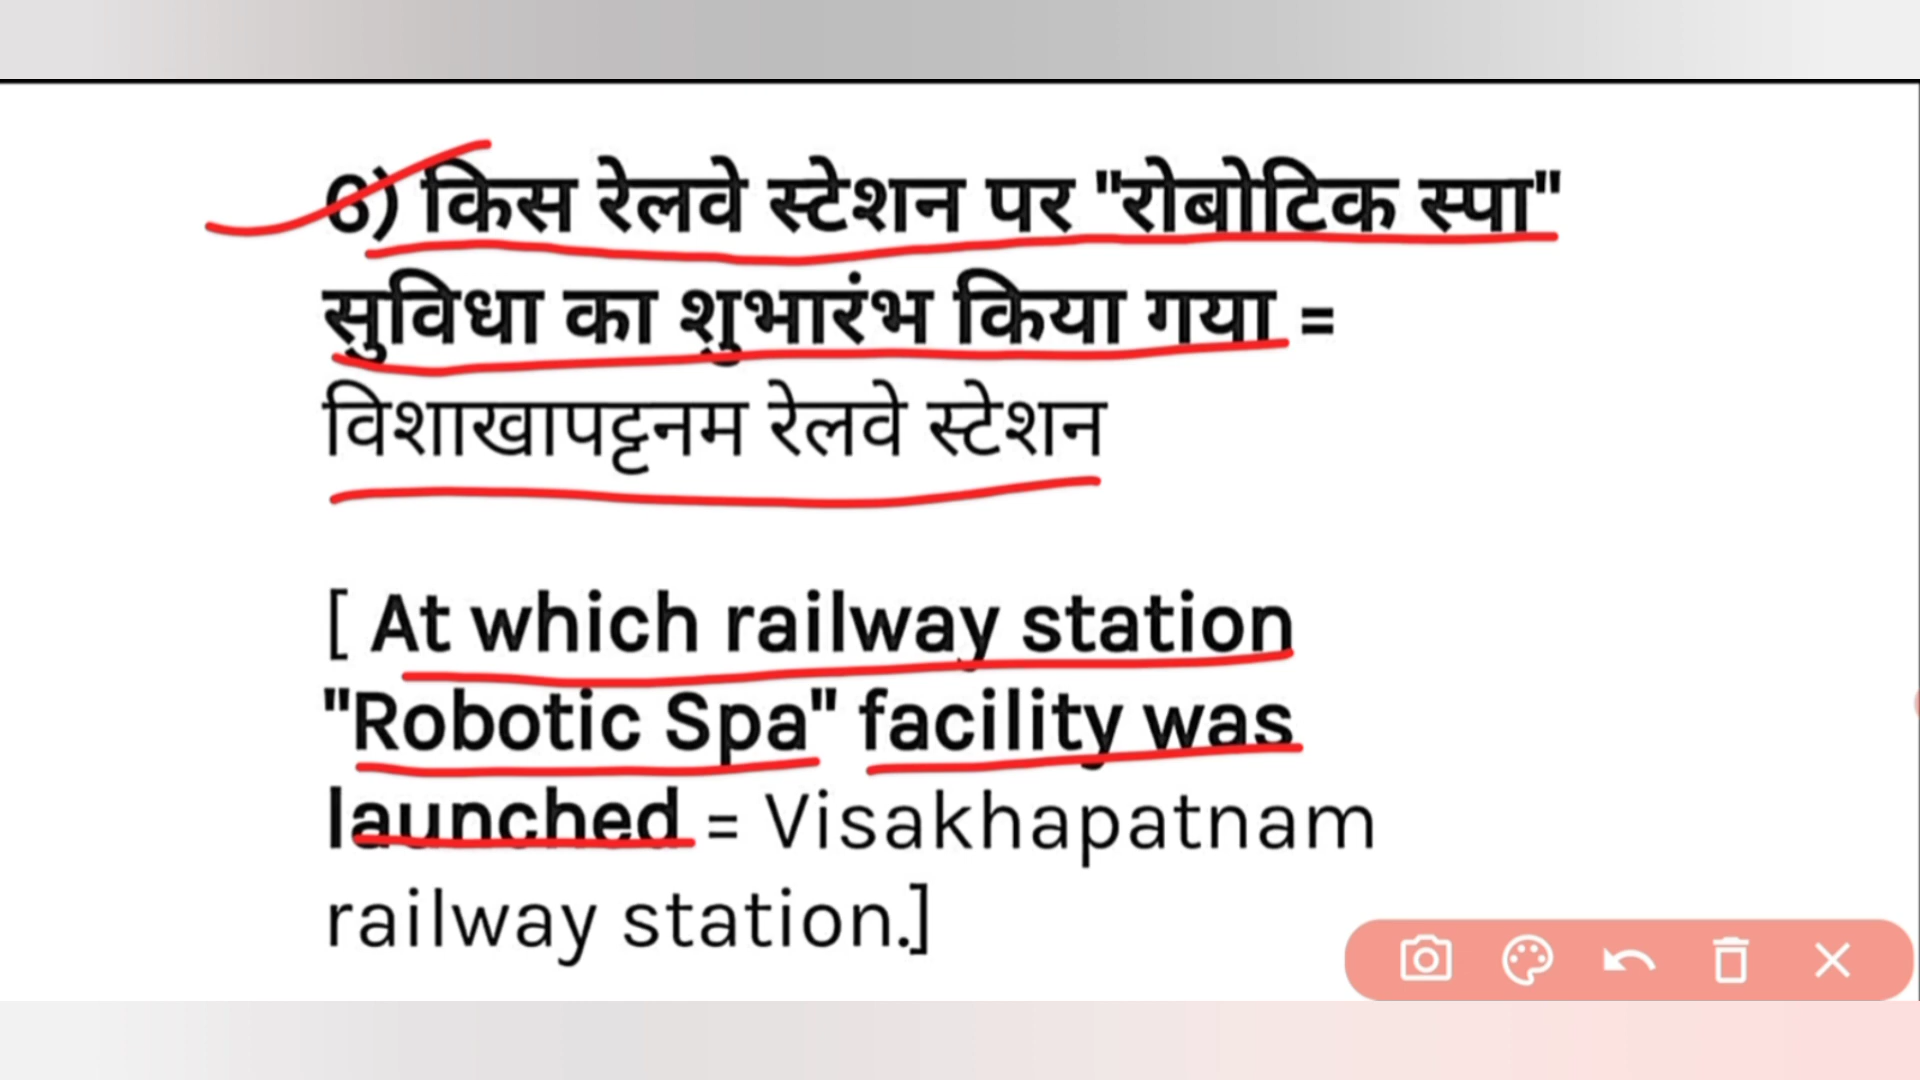 6) किस रेलवे स्टेशन पर "रोबोटिक स्पा"
सुविधा का शुभारंभ किया गया =
विशाखापट्टनम रेलवे स्टेशन
[ At which railway station
"Robotic Spa" facility was
launched = Visakhapatnam
railway station.]